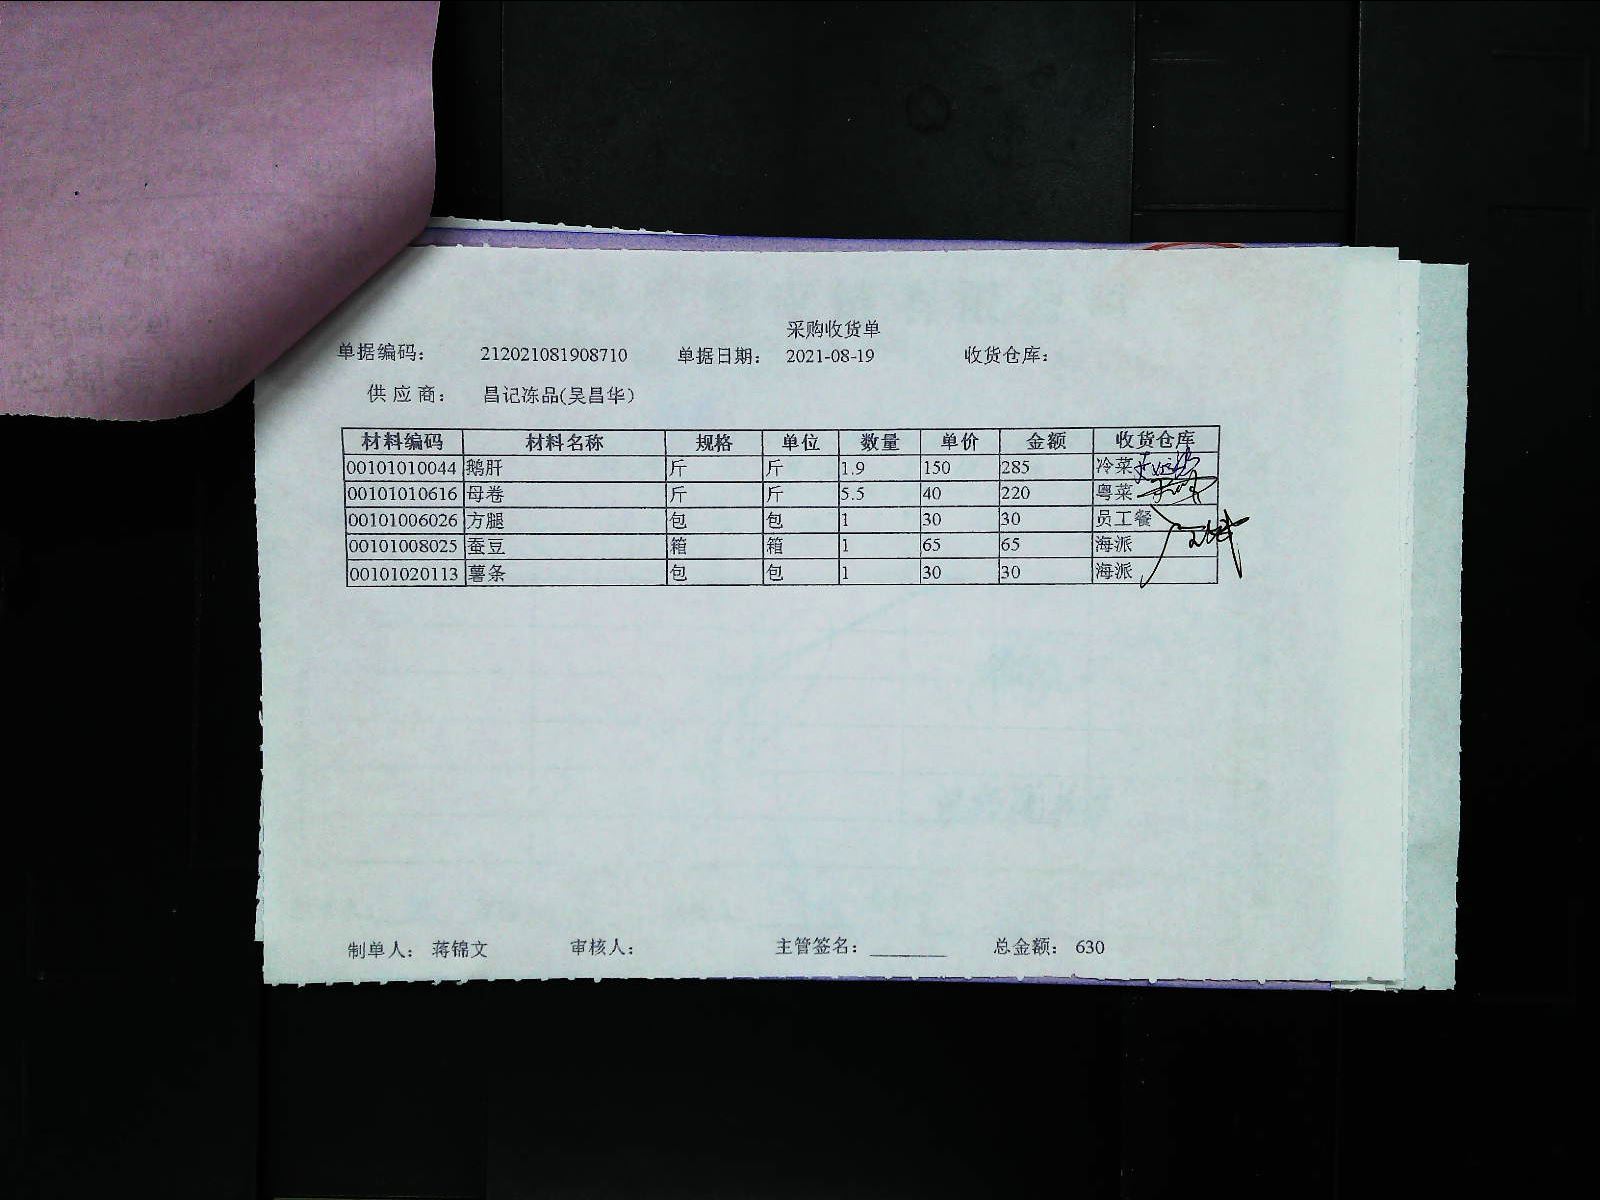 采购收货单
单据编码： 212021081908710 单据日期： 2021-08-19 收货仓库：
供应商： 昌记冻品(吴昌华)
材料编码 材料名称 规格 单位 数量 单价 金额 收货仓库
00101010044 鹅肝 斤 斤 1.9 150 285 冷菜
00101010616 母卷 斤 斤 5.5 40 220 粤菜
00101006026 方腿 包 包 1 30 30 员工餐
00101008025 蚕豆 箱 箱 1 65 65 海派
00101020113 薯条 包 包 1 30 30 海派
制单人： 蒋锦文 审核人： 主管签名： 总金额： 630